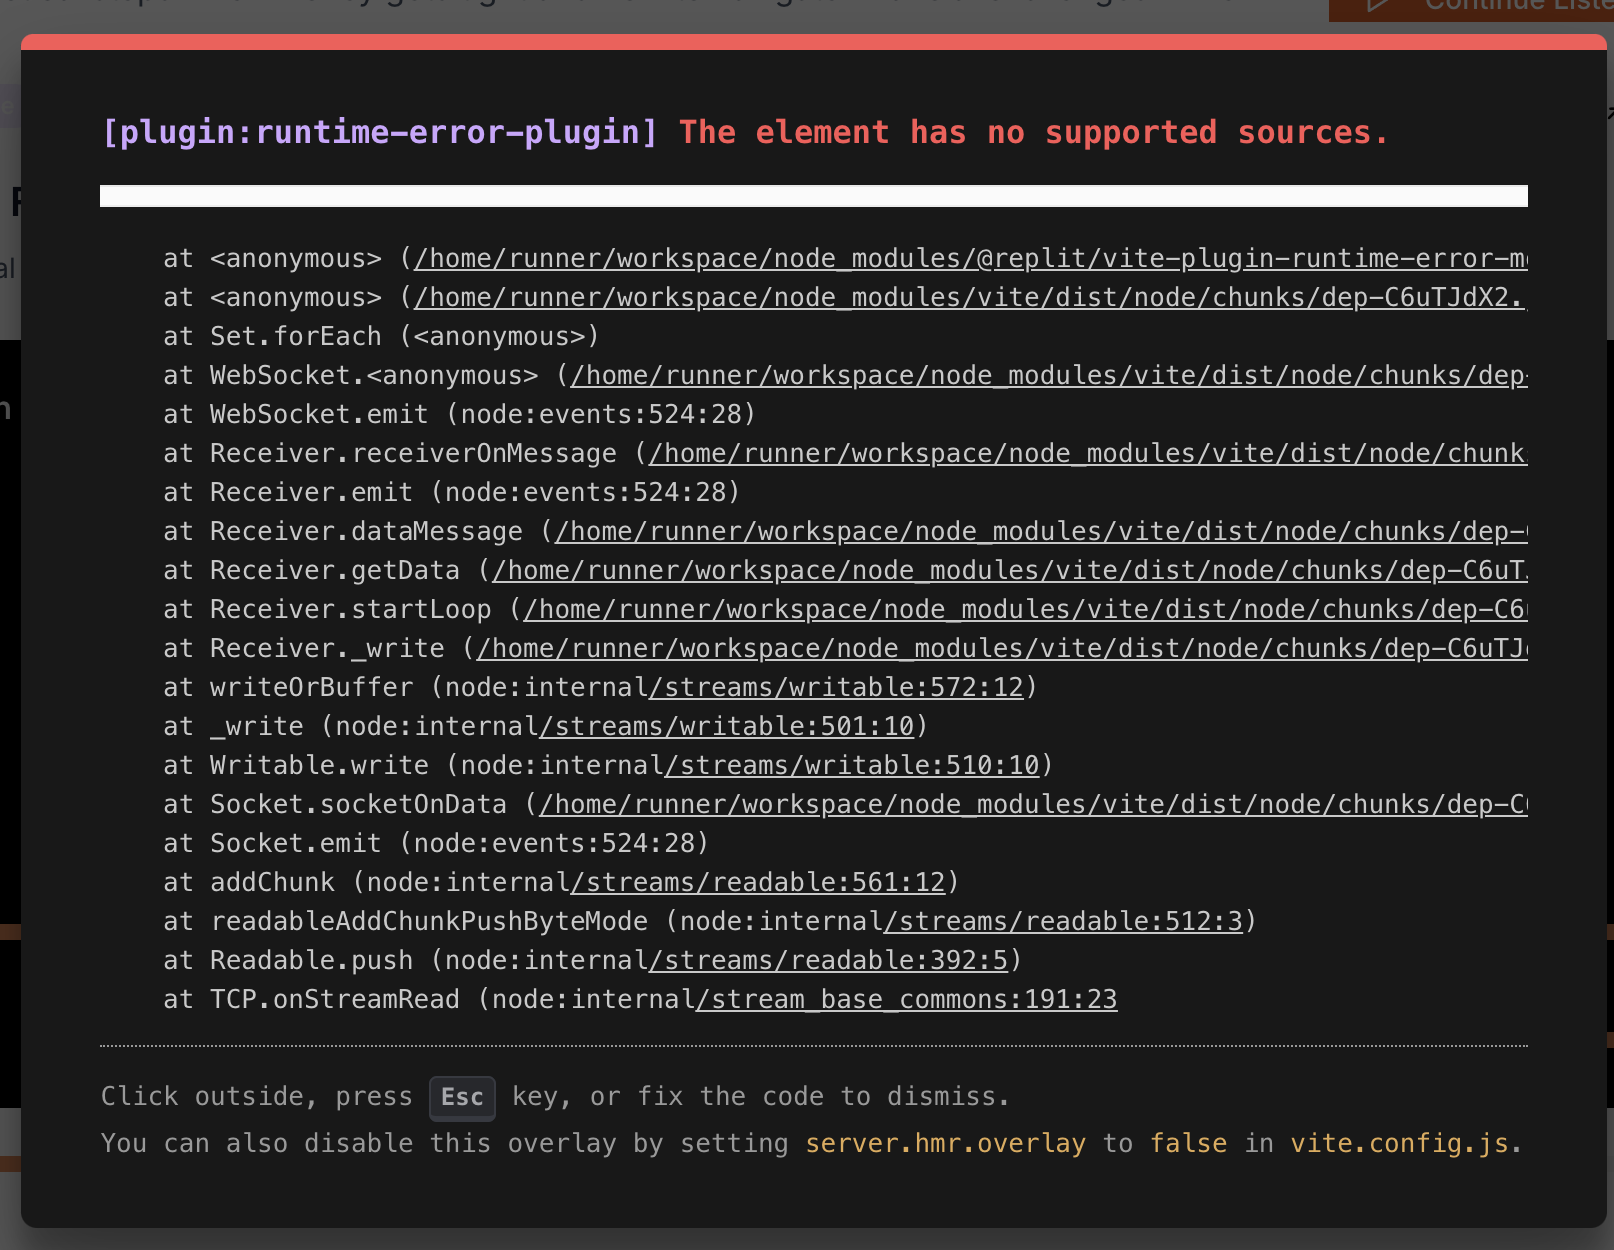 Continue Liste
[plugin:runtime-error-plugin] The element has no supported sources.
at <anonymous> (/home/runner/workspace/node_modules/@replit/vite-plugin-runtime-error-m
at <anonymous> (/home/runner/workspace/node_modules/vite/dist/node/chunks/dep-C6uTJdX2.
at Set.forEach (<anonymous>)
at WebSocket.<anonymous> (/home/runner/workspace/node_modules/vite/dist/node/chunks/dep-
at WebSocket.emit (node:events:524:28)
at Receiver.receiverOnMessage (/home/runner/workspace/node_modules/vite/dist/node/chunk
at Receiver.emit (node:events:524:28)
at Receiver.dataMessage (/home/runner/workspace/node_modules/vite/dist/node/chunks/dep-
at Receiver.getData (/home/runner/workspace/node_modules/vite/dist/node/chunks/dep-C6uT
at Receiver.startLoop (/home/runner/workspace/node_modules/vite/dist/node/chunks/dep-C6
at Receiver._write (/home/runner/workspace/node_modules/vite/dist/node/chunks/dep-C6uTJ
at writeOrBuffer (node:internal/streams/writable:572:12)
at _write (node:internal/streams/writable:501:10)
at Writable.write (node:internal/streams/writable:510:10)
at Socket.socketOnData (/home/runner/workspace/node_modules/vite/dist/node/chunks/dep-C
at Socket.emit (node:events:524:28)
at addChunk (node:internal/streams/readable:561:12)
at readableAddChunkPushByteMode (node:internal/streams/readable:512:3)
at Readable.push (node:internal/streams/readable:392:5)
at TCP.onStreamRead (node:internal/stream_base_commons:191:23
Click outside, press Esc key, or fix the code to dismiss.
You can also disable this overlay by setting server.hmr.overlay to false in vite.config.js.